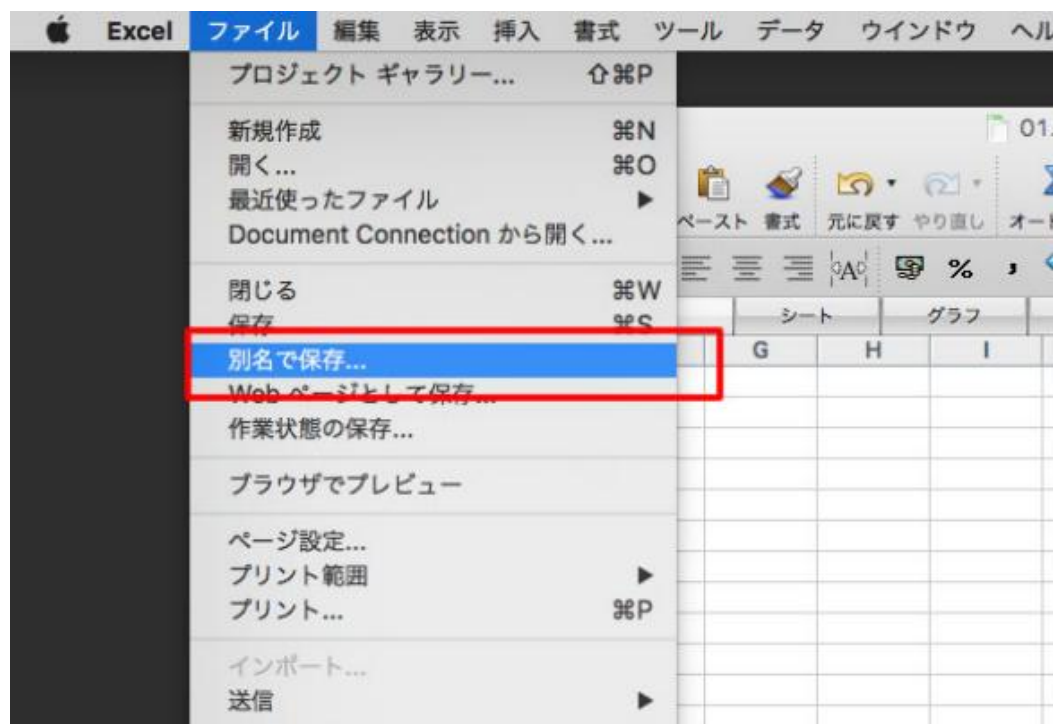 Excel ファイル 編集 表示 挿入 書式 ツール データ ウインドウ
プロジェクト ギャラリー... ⇧⌘P
新規作成 ⌘N
開く... ⌘O
最近使ったファイル ▶
Document Connection から開く...
閉じる ⌘W
保存 ⌘S
別名で保存...
Web ページとして保存...
作業状態の保存...
ブラウザでプレビュー
ページ設定...
プリント範囲 ▶
プリント... ⌘P
インポート...
送信 ▶
01.
ペースト 書式 元に戻す やり直し オート
%
シート グラフ
G H I